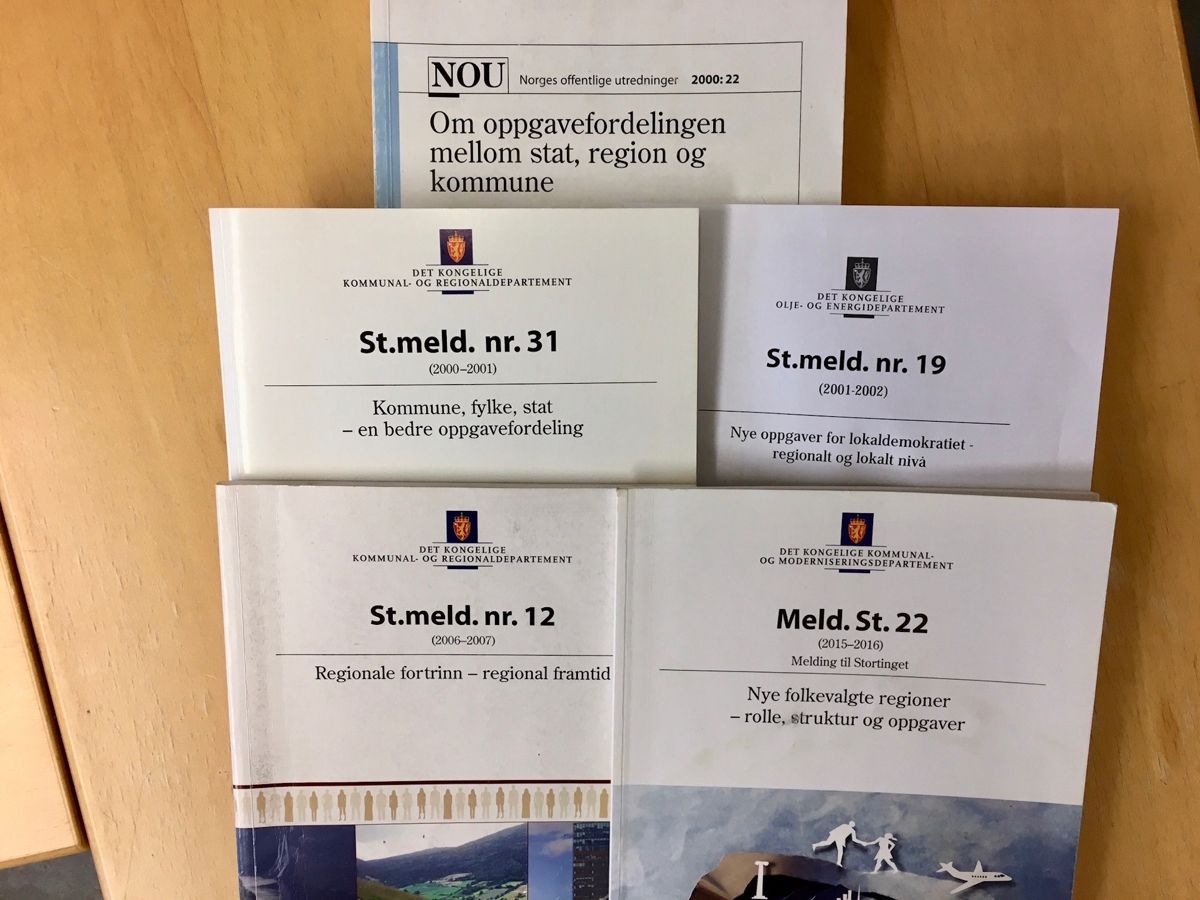 NOU Norges offentlige utredninger 2000: 22
Om oppgavefordelingen
mellom stat, region og
kommune
DET KONGELIGE
KOMMUNAL- OG REGIONALDEPARTEMENT
St.meld. nr. 31
(2000–2001)
Kommune, fylke, stat
– en bedre oppgavefordeling
DET KONGELIGE
OLJE- OG ENERGIDEPARTEMENT
St.meld. nr. 19
(2001-2002)
Nye oppgaver for lokaldemokratiet -
regionalt og lokalt nivå
DET KONGELIGE
KOMMUNAL- OG REGIONALDEPARTEMENT
St.meld. nr. 12
(2006–2007)
Regionale fortrinn – regional framtid
DET KONGELIGE KOMMUNAL-
OG MODERNISERINGSDEPARTEMENT
Meld. St. 22
(2015–2016)
Melding til Stortinget
Nye folkevalgte regioner
– rolle, struktur og oppgaver